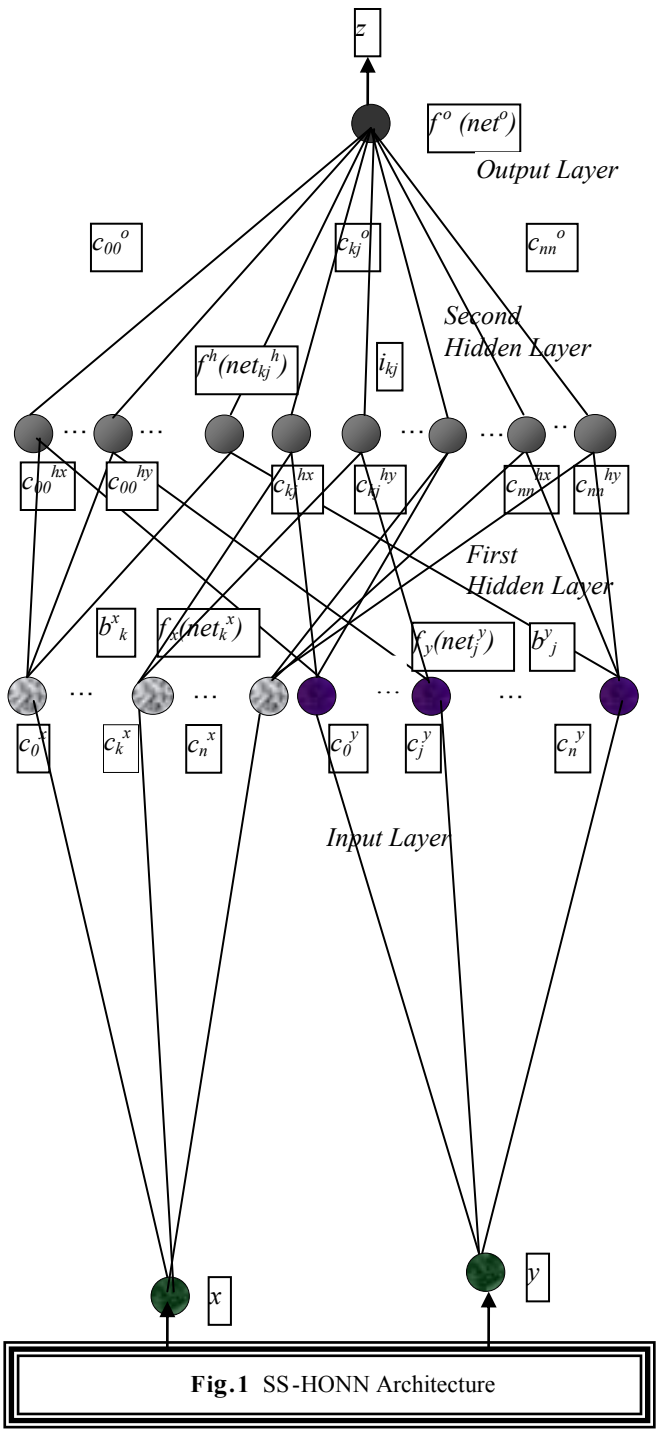 z
f^o (net^o)
Output Layer
c_00^o c_kj^o c_nn^o
Second
Hidden Layer
f^h(net_kj^h) i_kj
... ... ... ... ..
c_00^hx c_00^hy c_kj^hx c_kj^hy c_nn^hx c_nn^hy
First
Hidden Layer
b^x_k f_x(net_k^x) f_y(net_j^y) b^y_j
... ... ... ...
c_0^x c_k^x c_n^x c_0^y c_j^y c_n^y
Input Layer
x y
Fig.1 SS-HONN Architecture